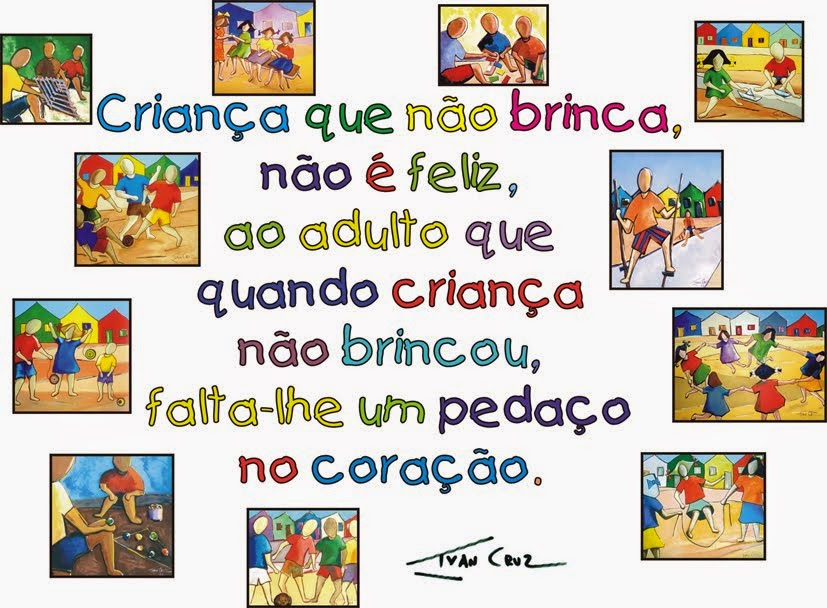 Criança que não brinca,
não é feliz,
ao adulto que
quando criança
não brincou,
falta-lhe um pedaço
no coração.
IVAN CRUZ